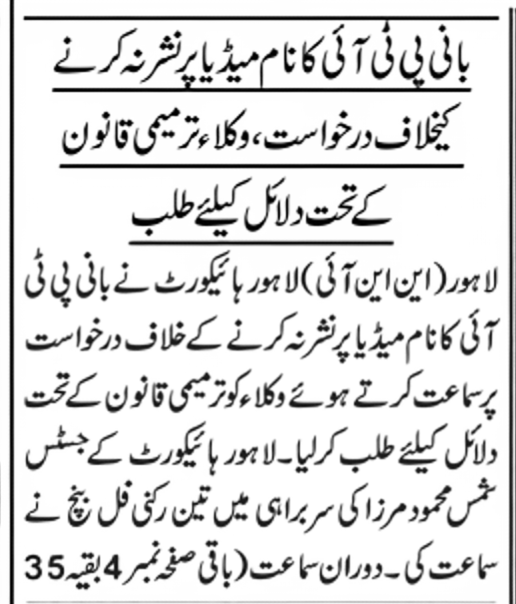 بانی پی ٹی آئی کا نام میڈیا پر نشر نہ کرنے
کیخلاف درخواست، وکلاء ترمیمی قانون
کے تحت دلائل کیلئے طلب
لاہور (این این آئی) لاہور ہائیکورٹ نے بانی پی ٹی
آئی کا نام میڈیا پر نشر نہ کرنے کے خلاف درخواست
پر سماعت کرتے ہوئے وکلاء کو ترمیمی قانون کے تحت
دلائل کیلئے طلب کر لیا۔ لاہور ہائیکورٹ کے جسٹس
شمس محمود مرزا کی سربراہی میں تین رکنی فل بنچ نے
سماعت کی۔ دوران سماعت (باقی صفحہ نمبر 4 بقیہ 35